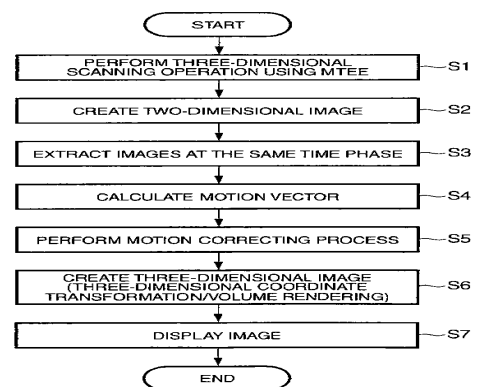 START
PERFORM THREE-DIMENSIONAL
SCANNING OPERATION USING MTEE
S1
CREATE TWO-DIMENSIONAL IMAGE
S2
EXTRACT IMAGES AT THE SAME TIME PHASE
S3
CALCULATE MOTION VECTOR
S4
PERFORM MOTION CORRECTING PROCESS
S5
CREATE THREE-DIMENSIONAL IMAGE
(THREE-DIMENSIONAL COORDINATE
TRANSFORMATION/VOLUME RENDERING)
S6
DISPLAY IMAGE
S7
END